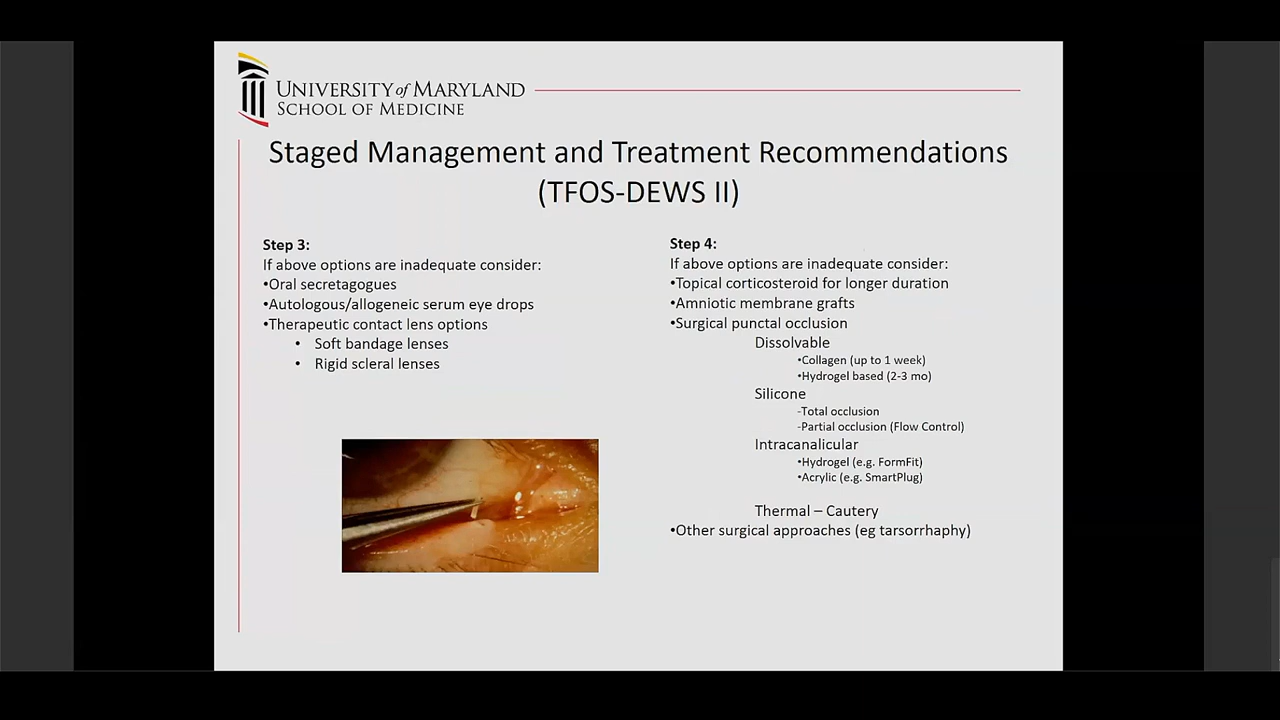 UNIVERSITY of MARYLAND
SCHOOL OF MEDICINE
Staged Management and Treatment Recommendations
(TFOS-DEWS II)
Step 3:
If above options are inadequate consider:
•Oral secretagogues
•Autologous/allogeneic serum eye drops
•Therapeutic contact lens options
• Soft bandage lenses
• Rigid scleral lenses
Step 4:
If above options are inadequate consider:
•Topical corticosteroid for longer duration
•Amniotic membrane grafts
•Surgical punctal occlusion
Dissolvable
•Collagen (up to 1 week)
•Hydrogel based (2-3 mo)
Silicone
-Total occlusion
-Partial occlusion (Flow Control)
Intracanalicular
•Hydrogel (e.g. FormFit)
•Acrylic (e.g. SmartPlug)
Thermal – Cautery
•Other surgical approaches (eg tarsorrhaphy)